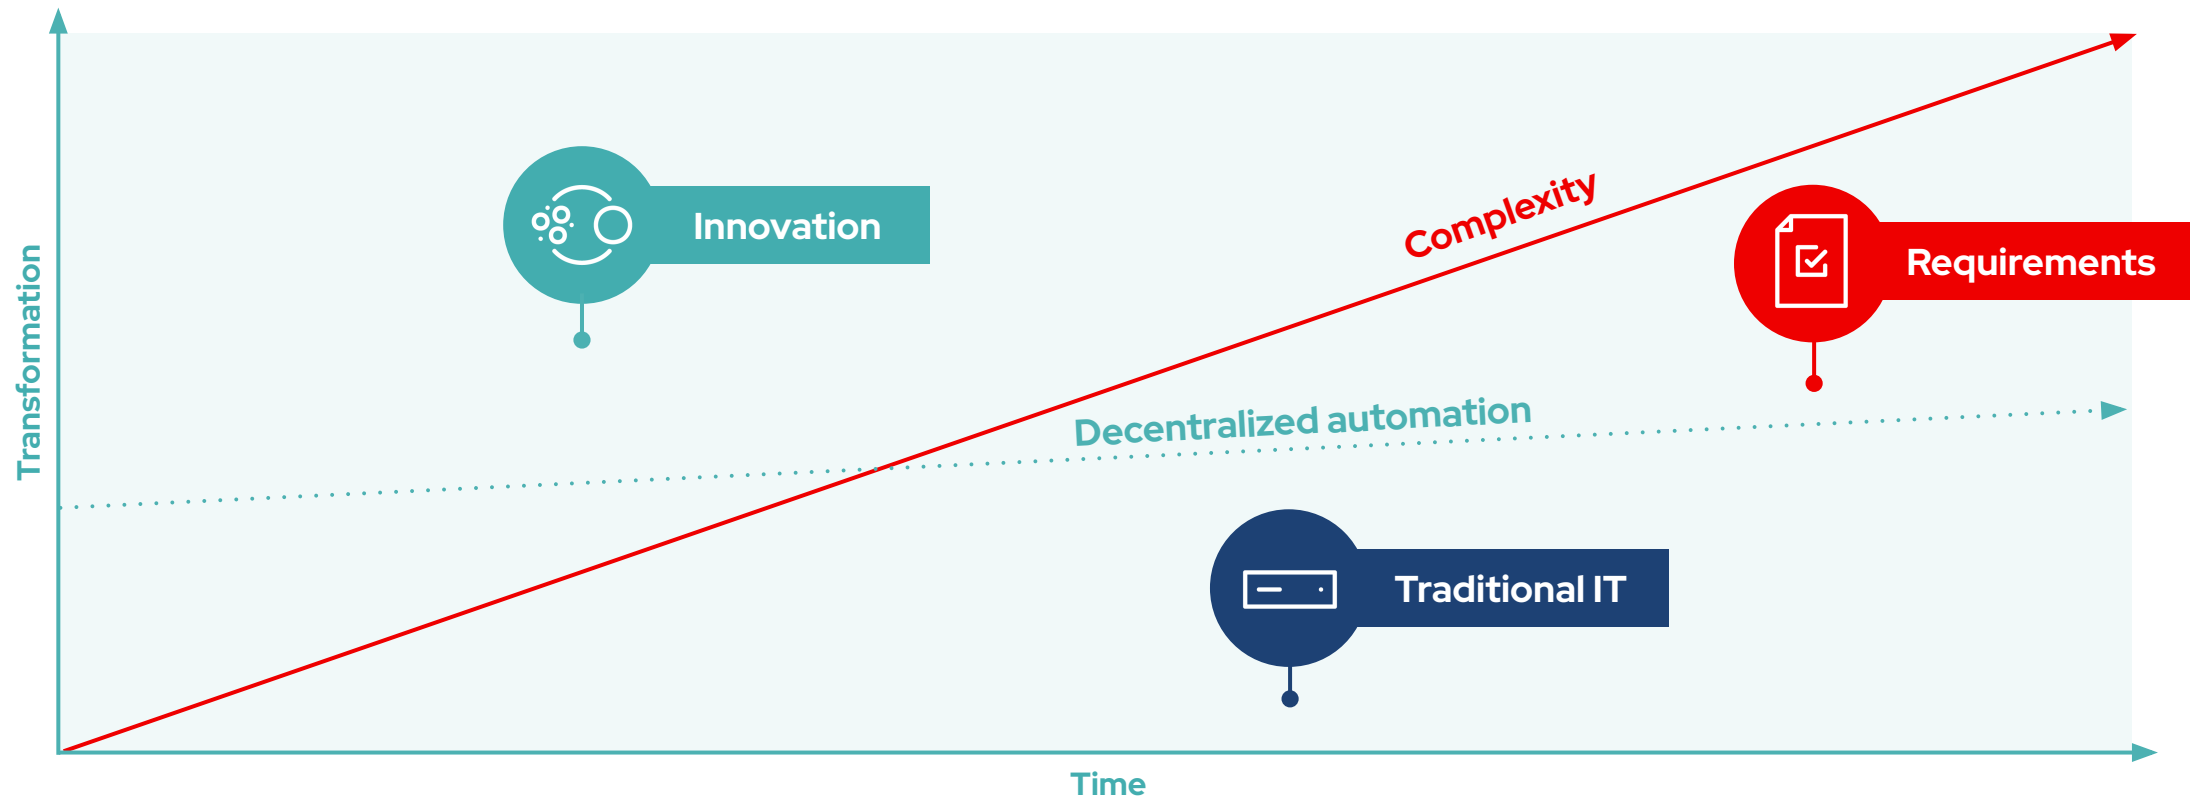 Transformation
Innovation
Complexity
Requirements
Decentralized automation
Traditional IT
Time